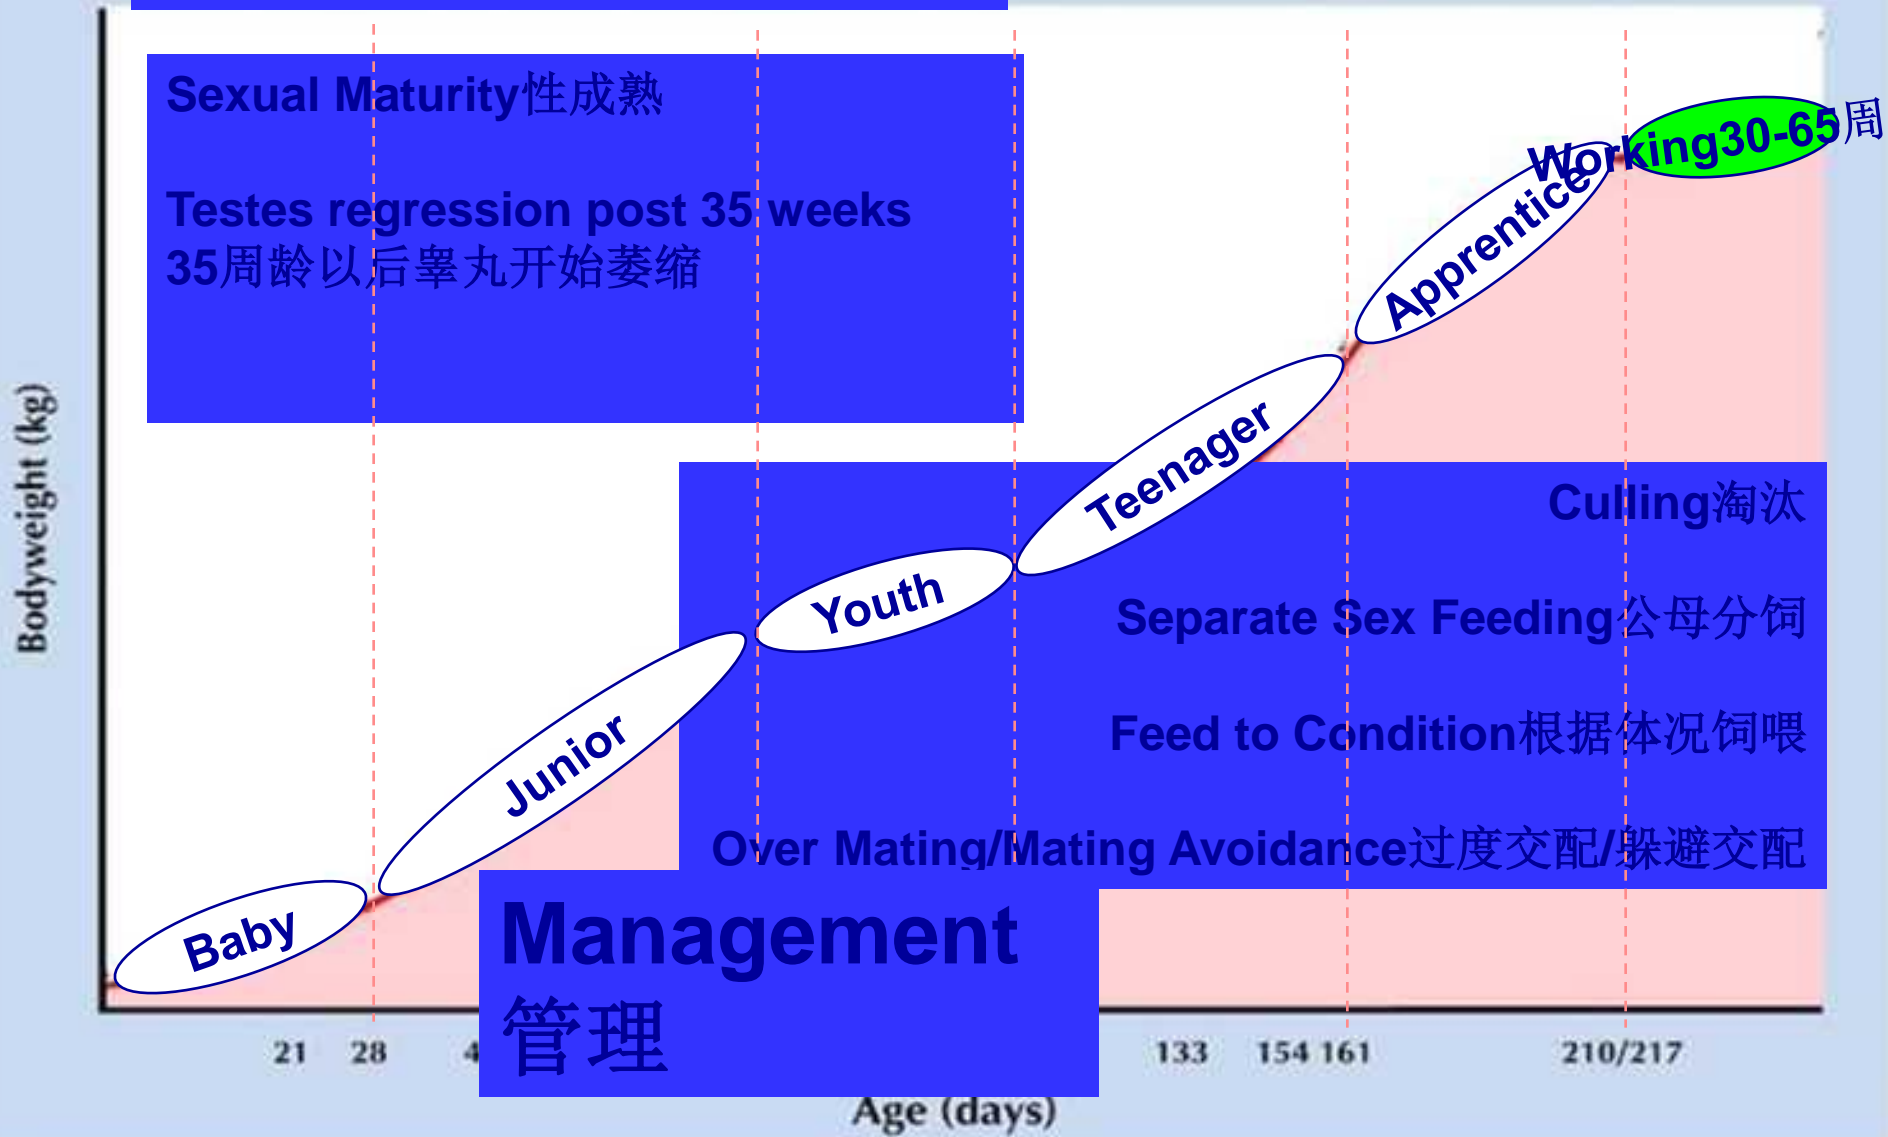 Sexual Maturity性成熟
Testes regression post 35 weeks
35周龄以后睾丸开始萎缩
Working30-65周
Apprentice
Teenager
Culling淘汰
Youth
Separate Sex Feeding公母分饲
Junior
Feed to Condition根据体况饲喂
Over Mating/Mating Avoidance过度交配/躲避交配
Baby
Management
管理
Bodyweight (kg)
21 28 4 133 154 161 210/217
Age (days)